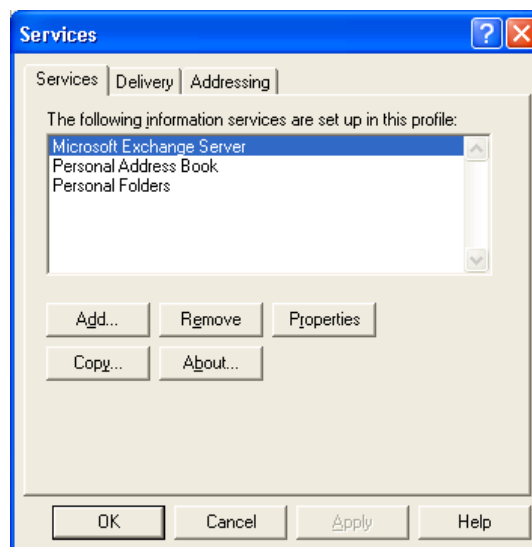 Services
Services Delivery Addressing
The following information services are set up in this profile:
Microsoft Exchange Server
Personal Address Book
Personal Folders
Add... Remove Properties
Copy... About...
OK Cancel Apply Help